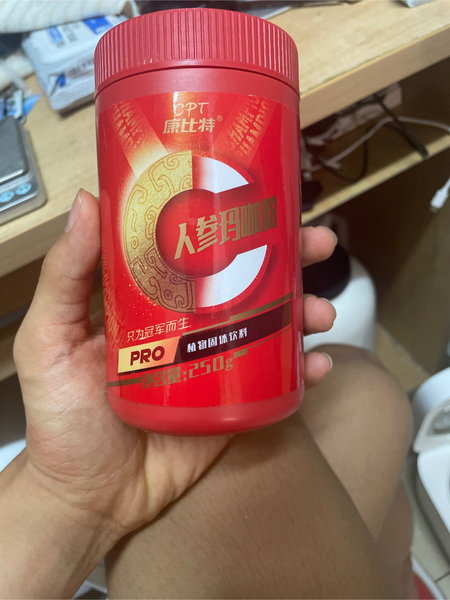 CPT
康比特®
人参玛咖
只为冠军而生
PRO
植物固体饮料
净含量:250g